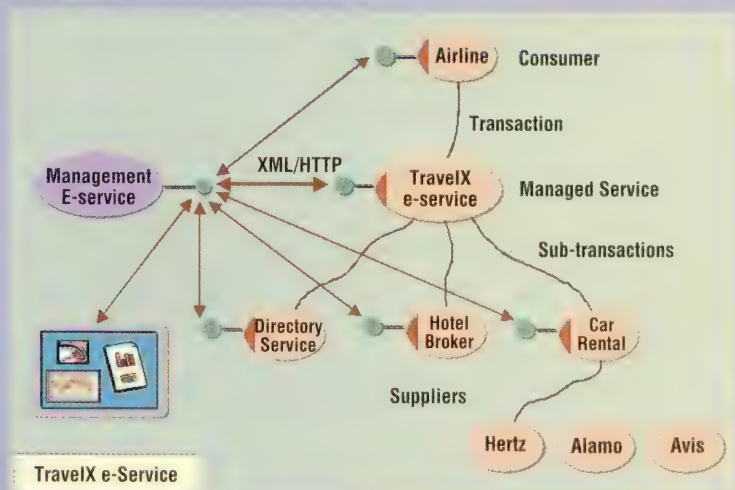 Airline
Consumer
Transaction
XML/HTTP
Management
E-service
TravelX
e-service
Managed Service
Sub-transactions
Directory
Service
Hotel
Broker
Car
Rental
Suppliers
Hertz
Alamo
Avis
TravelX e-Service